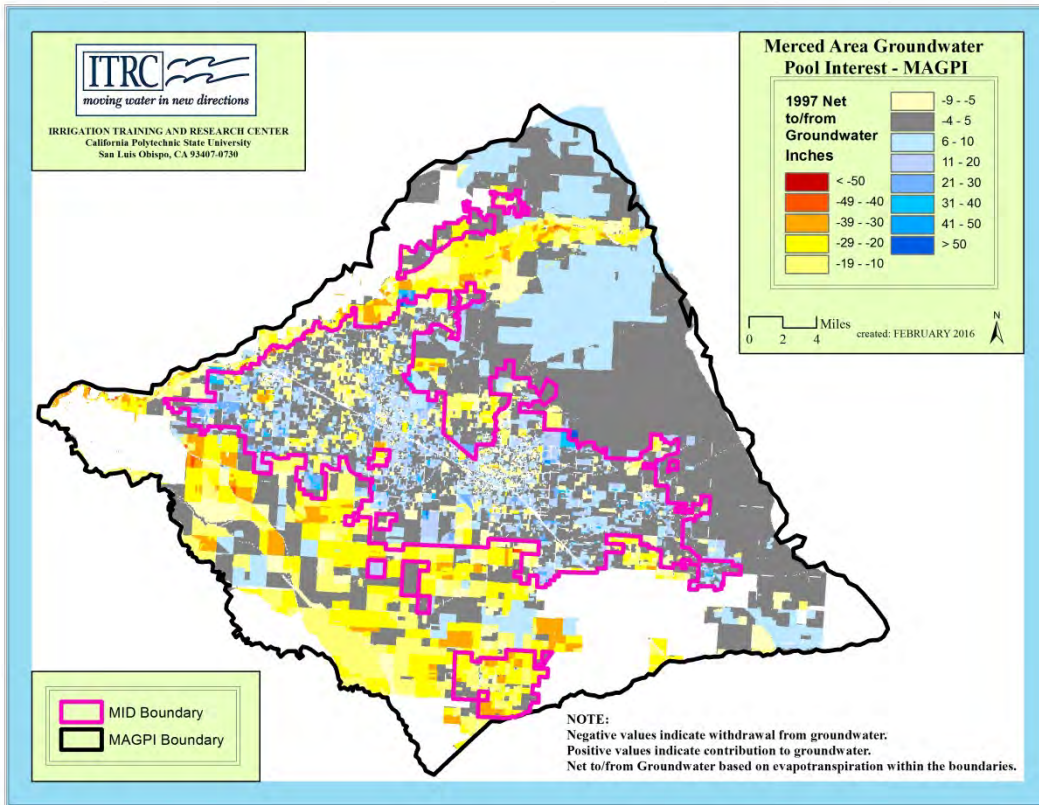 ITRC
moving water in new directions
IRRIGATION TRAINING AND RESEARCH CENTER
California Polytechnic State University
San Luis Obispo, CA 93407-0730
Merced Area Groundwater
Pool Interest - MAGPI
1997 Net
to/from
Groundwater
Inches
< -50
-49 - -40
-39 - -30
-29 - -20
-19 - -10
-9 - -5
-4 - 5
6 - 10
11 - 20
21 - 30
31 - 40
41 - 50
> 50
Miles
0 2 4
created: FEBRUARY 2016
N
MID Boundary
MAGPI Boundary
NOTE:
Negative values indicate withdrawal from groundwater.
Positive values indicate contribution to groundwater.
Net to/from Groundwater based on evapotranspiration within the boundaries.